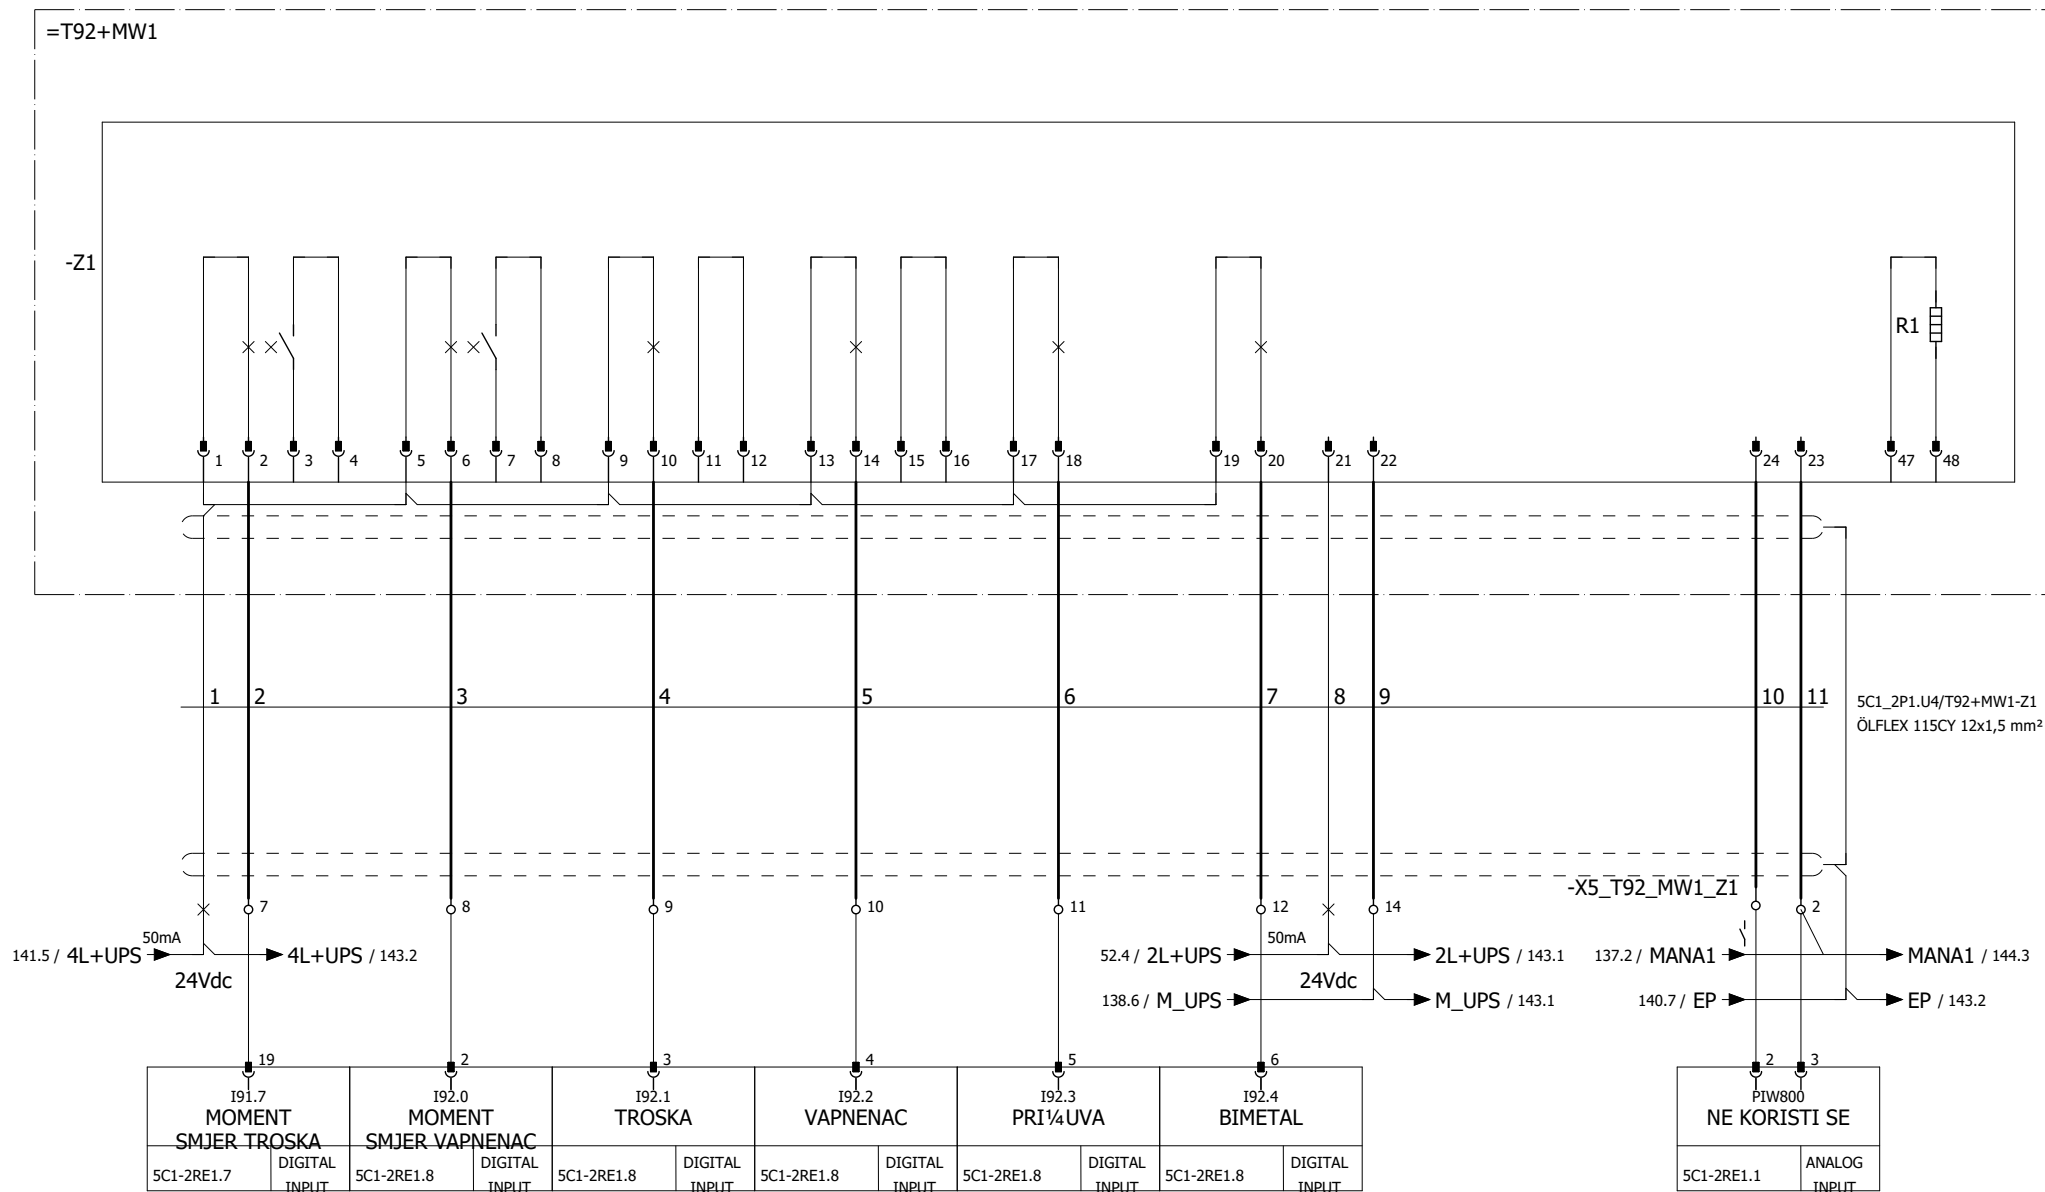 =T92+MW1
-Z1
R1
1 2 3 4 5 6 7 8 9 10 11 12 13 14 15 16 17 18 19 20 21 22 24 23 47 48
1 2 3 4 5 6 7 8 9 10 11
5C1_2P1.U4/T92+MW1-Z1
ÖLFLEX 115CY 12x1,5 mm²
-X5_T92_MW1_Z1
7 8 9 10 11 12 14 2
141.5 / 4L+UPS 50mA 4L+UPS / 143.2
24Vdc
52.4 / 2L+UPS 50mA 2L+UPS / 143.1
24Vdc
138.6 / M_UPS M_UPS / 143.1
137.2 / MANA1 MANA1 / 144.3
140.7 / EP EP / 143.2
19 2 3 4 5 6 2 3
I91.7
MOMENT
SMJER TROSKA
5C1-2RE1.7
DIGITAL
INPUT
I92.0
MOMENT
SMJER VAPNENAC
5C1-2RE1.8
DIGITAL
INPUT
I92.1
TROSKA
5C1-2RE1.8
DIGITAL
INPUT
I92.2
VAPNENAC
5C1-2RE1.8
DIGITAL
INPUT
I92.3
PRI¼UVA
5C1-2RE1.8
DIGITAL
INPUT
I92.4
BIMETAL
5C1-2RE1.8
DIGITAL
INPUT
PIW800
NE KORISTI SE
5C1-2RE1.1
ANALOG
INPUT